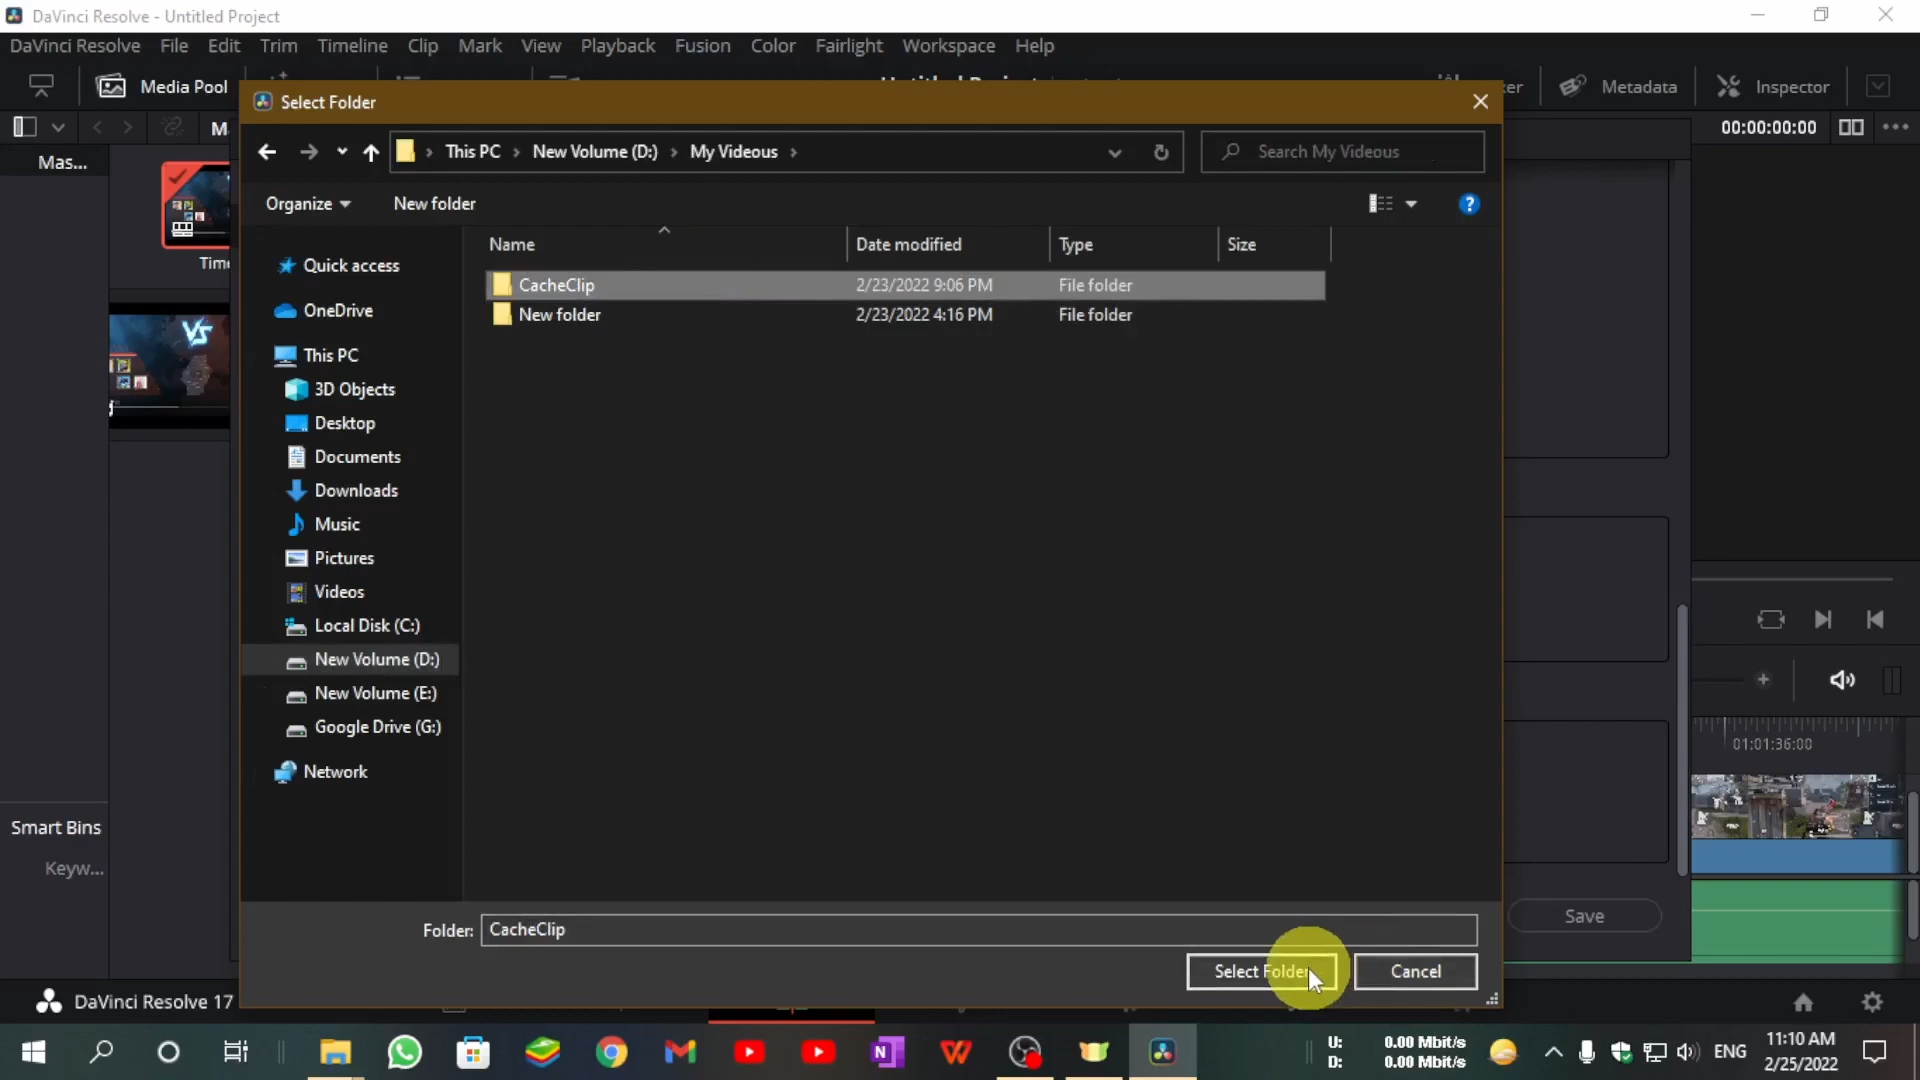 DaVinci Resolve - Untitled Project
DaVinci Resolve File Edit Trim Timeline Clip Mark View Playback Fusion Color Fairlight Workspace Help
Media Pool
Metadata
Inspector
Select Folder
00:00:00:00
This PC › New Volume (D:) › My Videous ›
Search My Videous
Mas...
Organize
New folder
Name Date modified Type Size
CacheClip 2/23/2022 9:06 PM File folder
New folder 2/23/2022 4:16 PM File folder
Quick access
OneDrive
This PC
3D Objects
Desktop
Documents
Downloads
Music
Pictures
Videos
Local Disk (C:)
New Volume (D:)
New Volume (E:)
Google Drive (G:)
Network
VS
01:01:36:00
Smart Bins
Keyw...
Folder: CacheClip
Select Folder
Cancel
Save
DaVinci Resolve 17
U: 0.00 Mbit/s
D: 0.00 Mbit/s
ENG
11:10 AM
2/25/2022